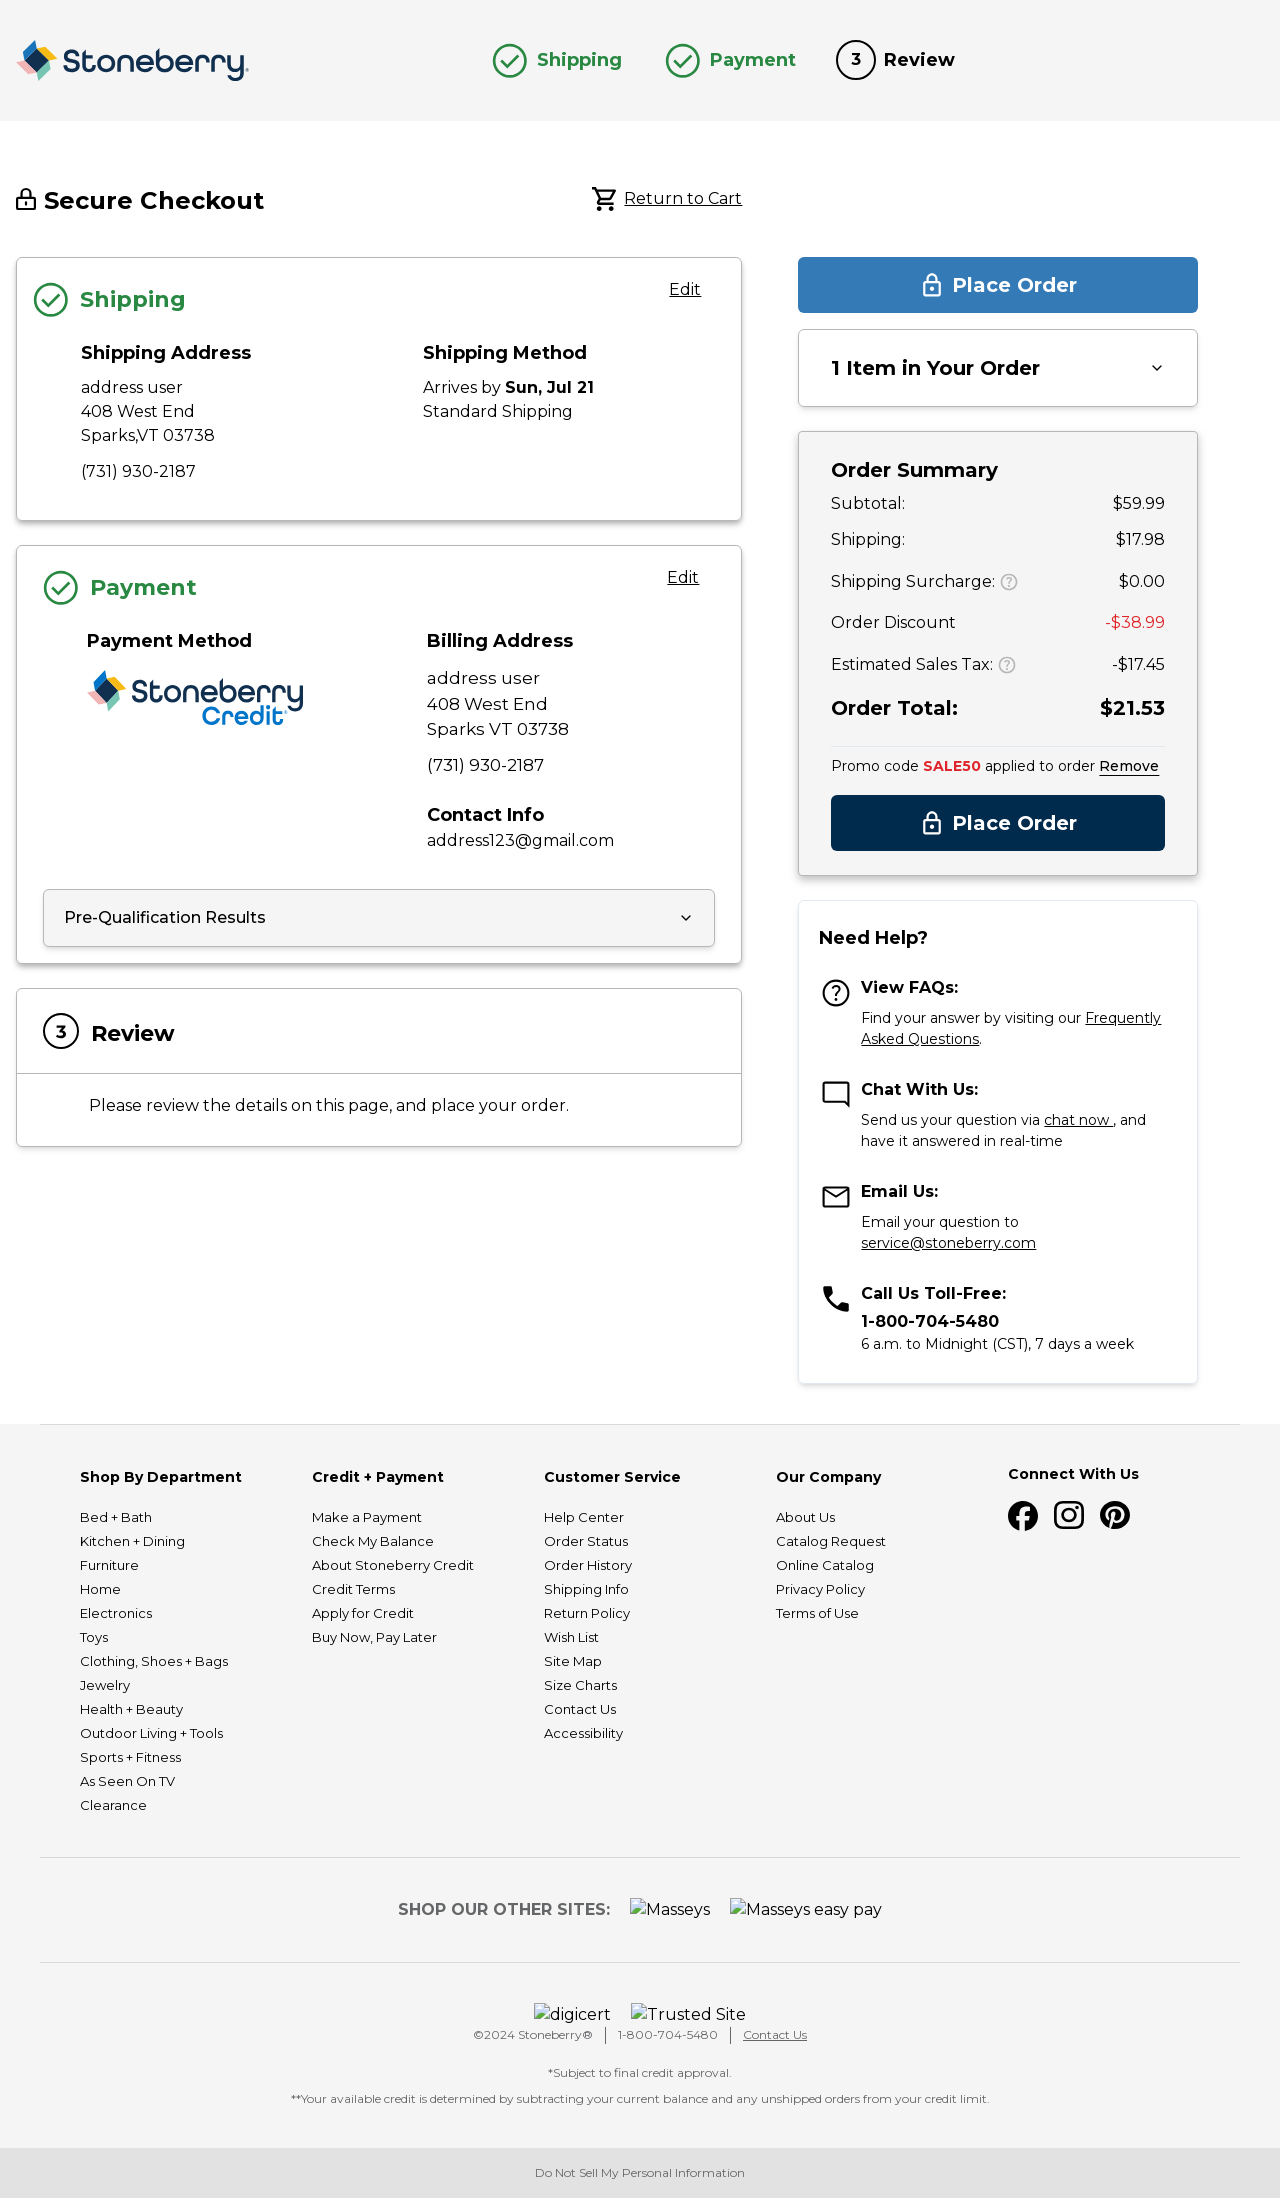 Stoneberry.
Shipping
Payment
3 Review
Secure Checkout
Return to Cart
Shipping
Edit
Shipping Address
address user
408 West End
Sparks,VT 03738
(731) 930-2187
Shipping Method
Arrives by Sun, Jul 21
Standard Shipping
Payment
Edit
Payment Method
Stoneberry
Credit
Billing Address
address user
408 West End
Sparks VT 03738
(731) 930-2187
Contact Info
address123@gmail.com
Pre-Qualification Results
3 Review
Please review the details on this page, and place your order.
Place Order
1 Item in Your Order
Order Summary
Subtotal: $59.99
Shipping: $17.98
Shipping Surcharge: ? $0.00
Order Discount -$38.99
Estimated Sales Tax: ? -$17.45
Order Total: $21.53
Promo code SALE50 applied to order Remove
Place Order
Need Help?
View FAQs:
Find your answer by visiting our Frequently
Asked Questions.
Chat With Us:
Send us your question via chat now , and
have it answered in real-time
Email Us:
Email your question to
service@stoneberry.com
Call Us Toll-Free:
1-800-704-5480
6 a.m. to Midnight (CST), 7 days a week
Shop By Department
Bed + Bath
Kitchen + Dining
Furniture
Home
Electronics
Toys
Clothing, Shoes + Bags
Jewelry
Health + Beauty
Outdoor Living + Tools
Sports + Fitness
As Seen On TV
Clearance
Credit + Payment
Make a Payment
Check My Balance
About Stoneberry Credit
Credit Terms
Apply for Credit
Buy Now, Pay Later
Customer Service
Help Center
Order Status
Order History
Shipping Info
Return Policy
Wish List
Site Map
Size Charts
Contact Us
Accessibility
Our Company
About Us
Catalog Request
Online Catalog
Privacy Policy
Terms of Use
Connect With Us
SHOP OUR OTHER SITES: Masseys Masseys easy pay
digicert Trusted Site
©2024 Stoneberry® | 1-800-704-5480 | Contact Us
*Subject to final credit approval.
**Your available credit is determined by subtracting your current balance and any unshipped orders from your credit limit.
Do Not Sell My Personal Information